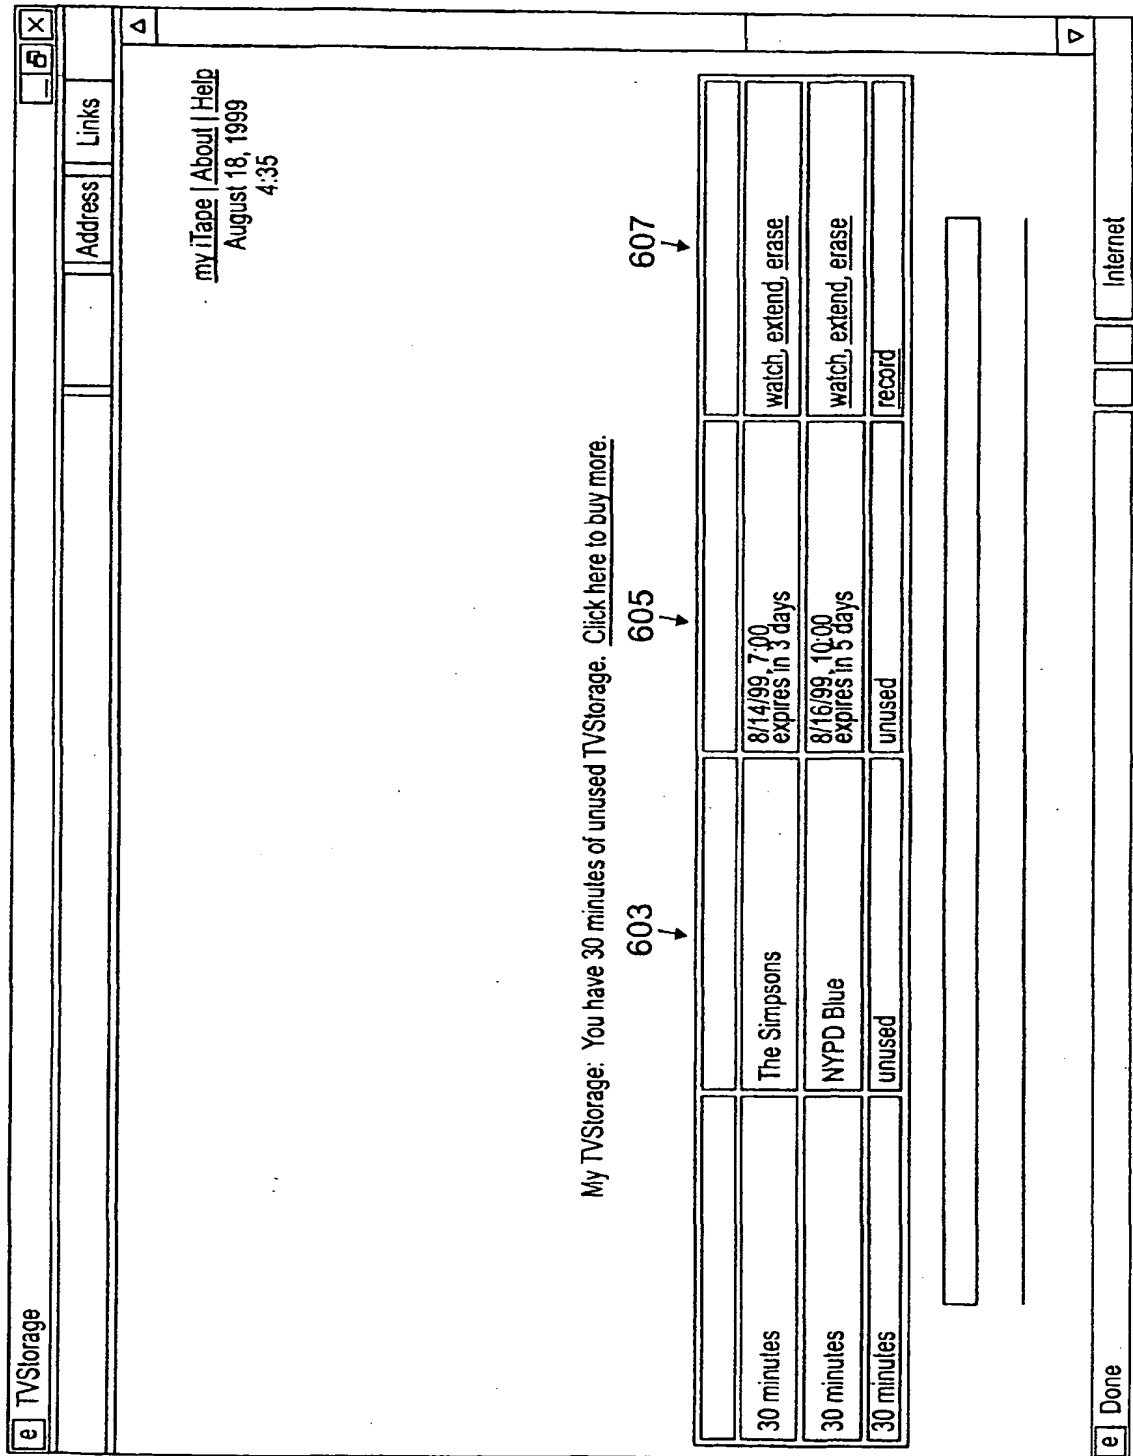 e TVStorage
Address Links
my iTape | About | Help
August 18, 1999
4:35
My TVStorage: You have 30 minutes of unused TVStorage. Click here to buy more.
603 605 607
30 minutes The Simpsons 8/14/99, 7:00 expires in 3 days watch, extend, erase
30 minutes NYPD Blue 8/16/99, 10:00 expires in 5 days watch, extend, erase
30 minutes unused unused record
e Done Internet